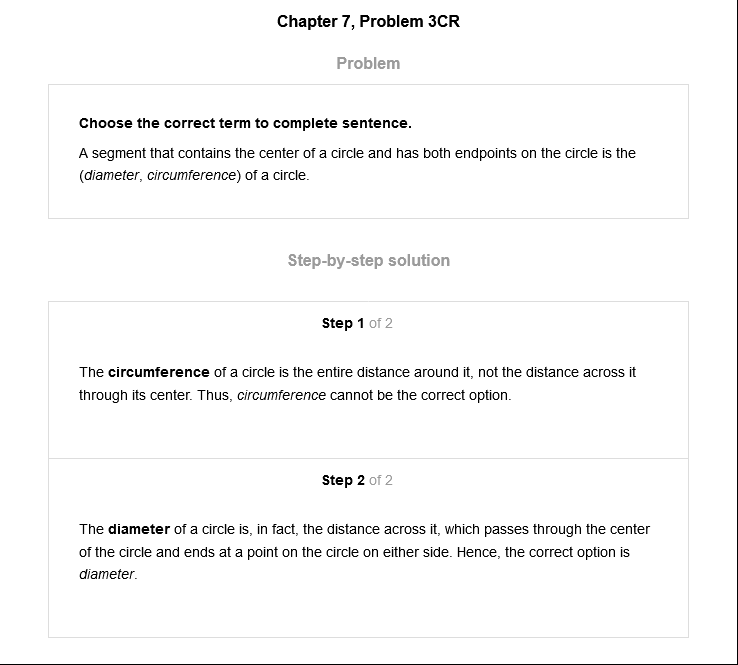 Chapter 7, Problem 3CR
Problem
Choose the correct term to complete sentence.
A segment that contains the center of a circle and has both endpoints on the circle is the
(diameter, circumference) of a circle.
Step-by-step solution
Step 1 of 2
The circumference of a circle is the entire distance around it, not the distance across it
through its center. Thus, circumference cannot be the correct option.
Step 2 of 2
The diameter of a circle is, in fact, the distance across it, which passes through the center
of the circle and ends at a point on the circle on either side. Hence, the correct option is
diameter.